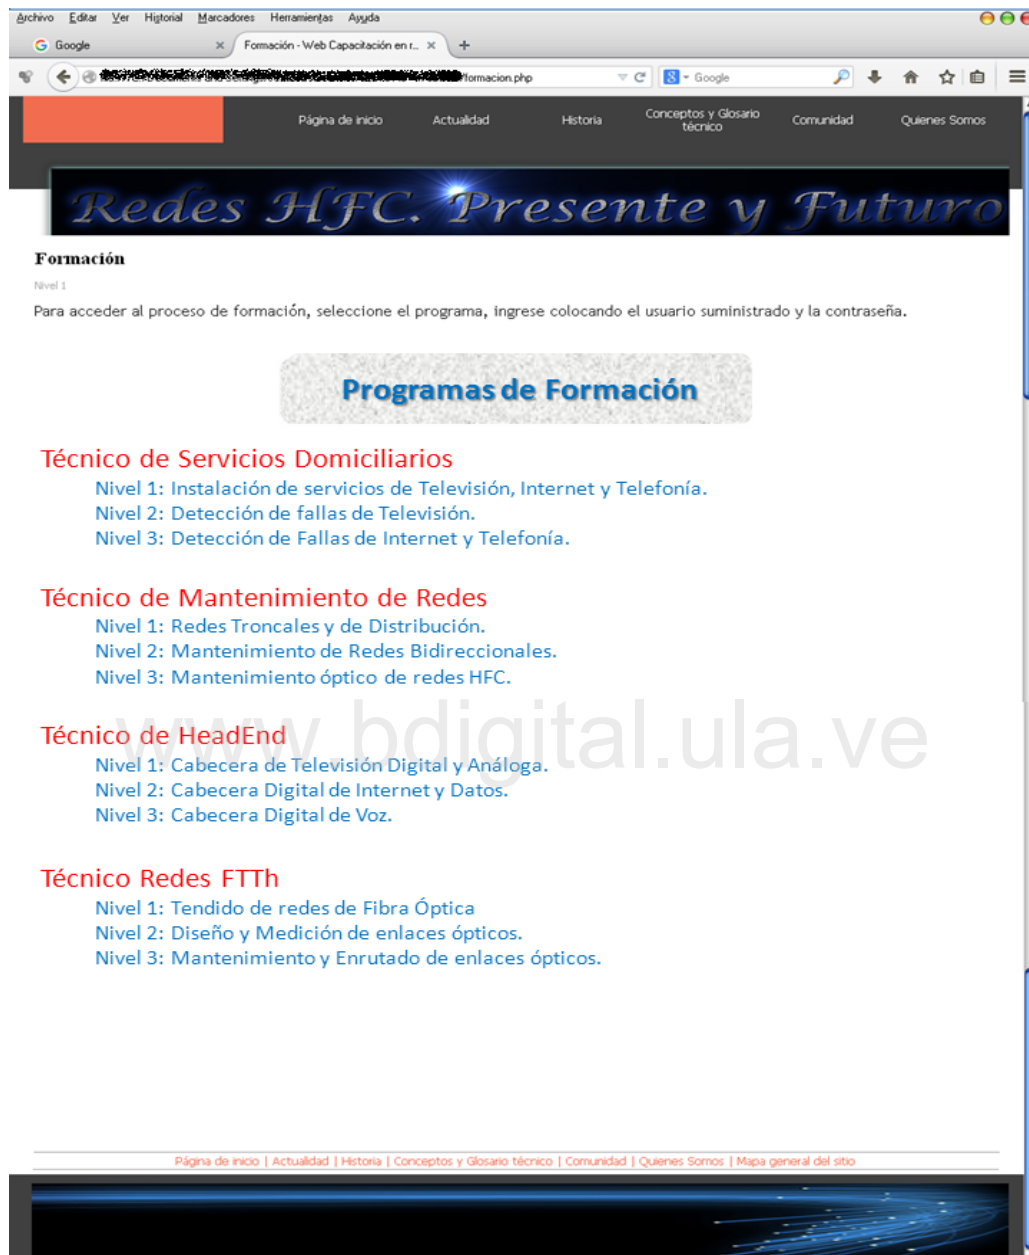 Archivo Editar Ver Historial Marcadores Herramientas Ayuda
Google
Formación - Web Capacitación en r...
/formacion.php
Google
Página de inicio
Actualidad
Historia
Conceptos y Glosario
técnico
Comunidad
Quienes Somos
Redes HFC. Presente y Futuro
Formación
Nivel 1
Para acceder al proceso de formación, seleccione el programa, ingrese colocando el usuario suministrado y la contraseña.
Programas de Formación
Técnico de Servicios Domiciliarios
Nivel 1: Instalación de servicios de Televisión, Internet y Telefonía.
Nivel 2: Detección de fallas de Televisión.
Nivel 3: Detección de Fallas de Internet y Telefonía.
Técnico de Mantenimiento de Redes
Nivel 1: Redes Troncales y de Distribución.
Nivel 2: Mantenimiento de Redes Bidireccionales.
Nivel 3: Mantenimiento óptico de redes HFC.
www.bdigital.ula.ve
Técnico de HeadEnd
Nivel 1: Cabecera de Televisión Digital y Análoga.
Nivel 2: Cabecera Digital de Internet y Datos.
Nivel 3: Cabecera Digital de Voz.
Técnico Redes FTTh
Nivel 1: Tendido de redes de Fibra Óptica
Nivel 2: Diseño y Medición de enlaces ópticos.
Nivel 3: Mantenimiento y Enrutado de enlaces ópticos.
Página de inicio | Actualidad | Historia | Conceptos y Glosario técnico | Comunidad | Quienes Somos | Mapa general del sitio